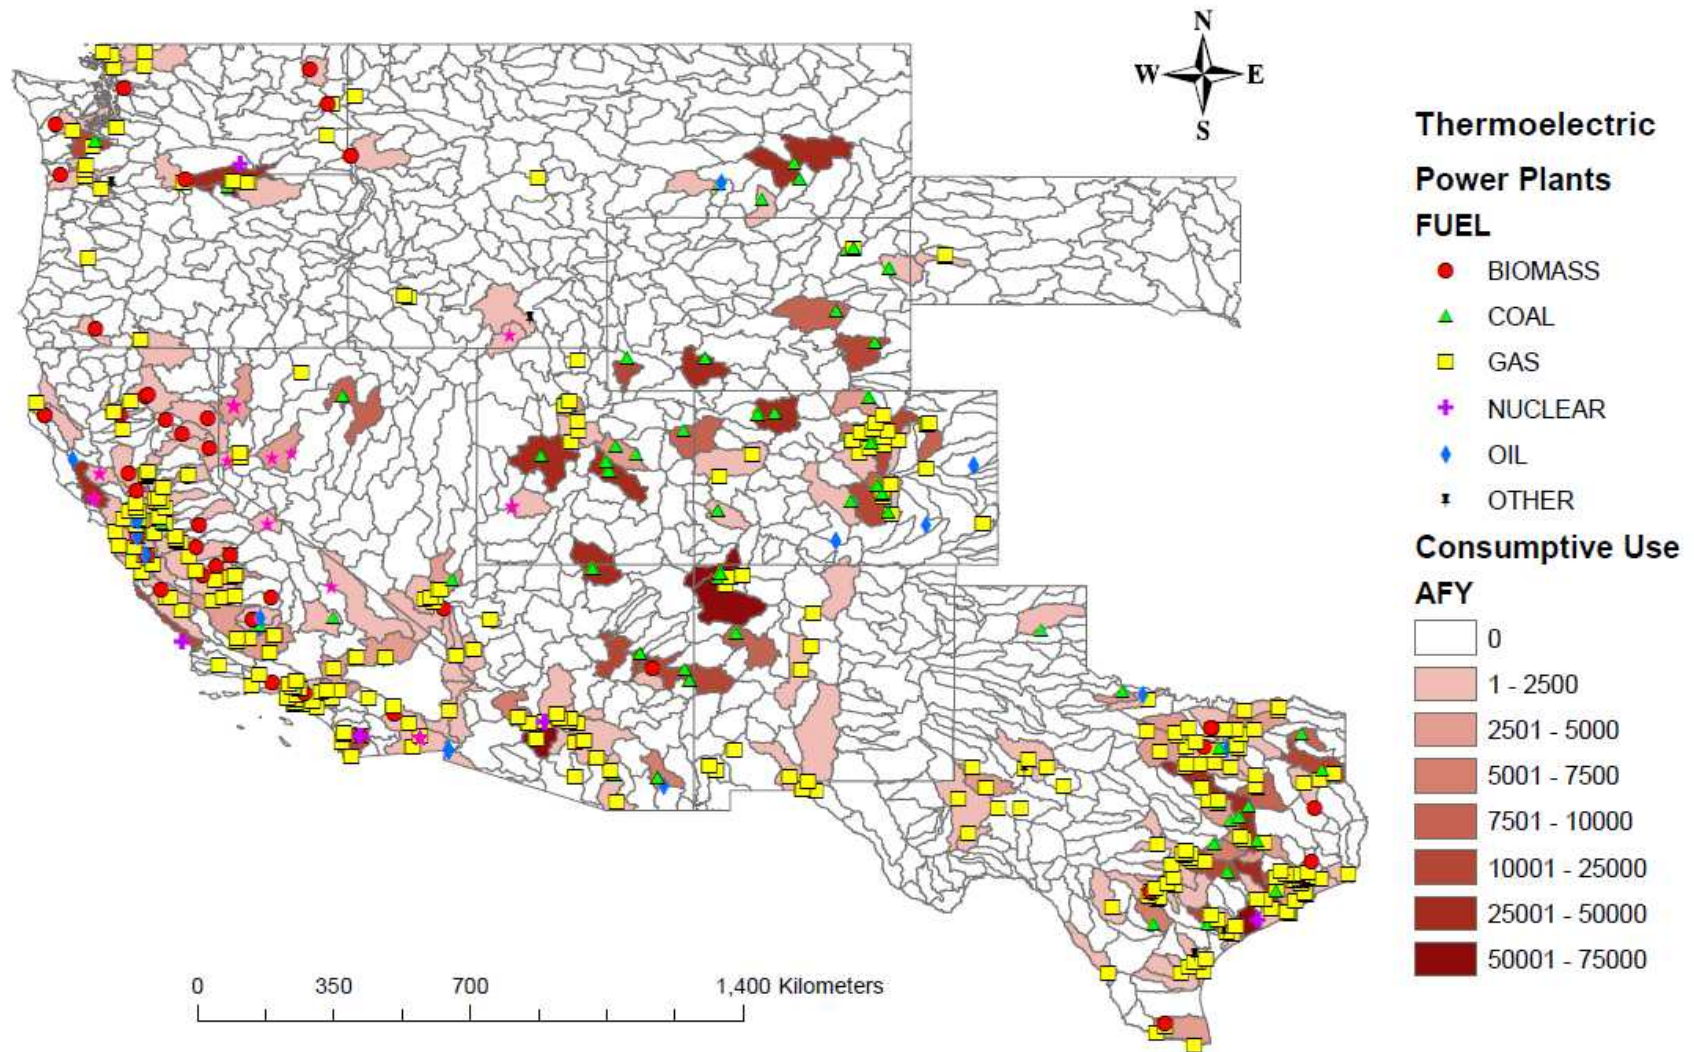 N
W E
S
Thermoelectric
Power Plants
FUEL
BIOMASS
COAL
GAS
NUCLEAR
OIL
OTHER
Consumptive Use
AFY
0
1 - 2500
2501 - 5000
5001 - 7500
7501 - 10000
10001 - 25000
25001 - 50000
50001 - 75000
0 350 700 1,400 Kilometers